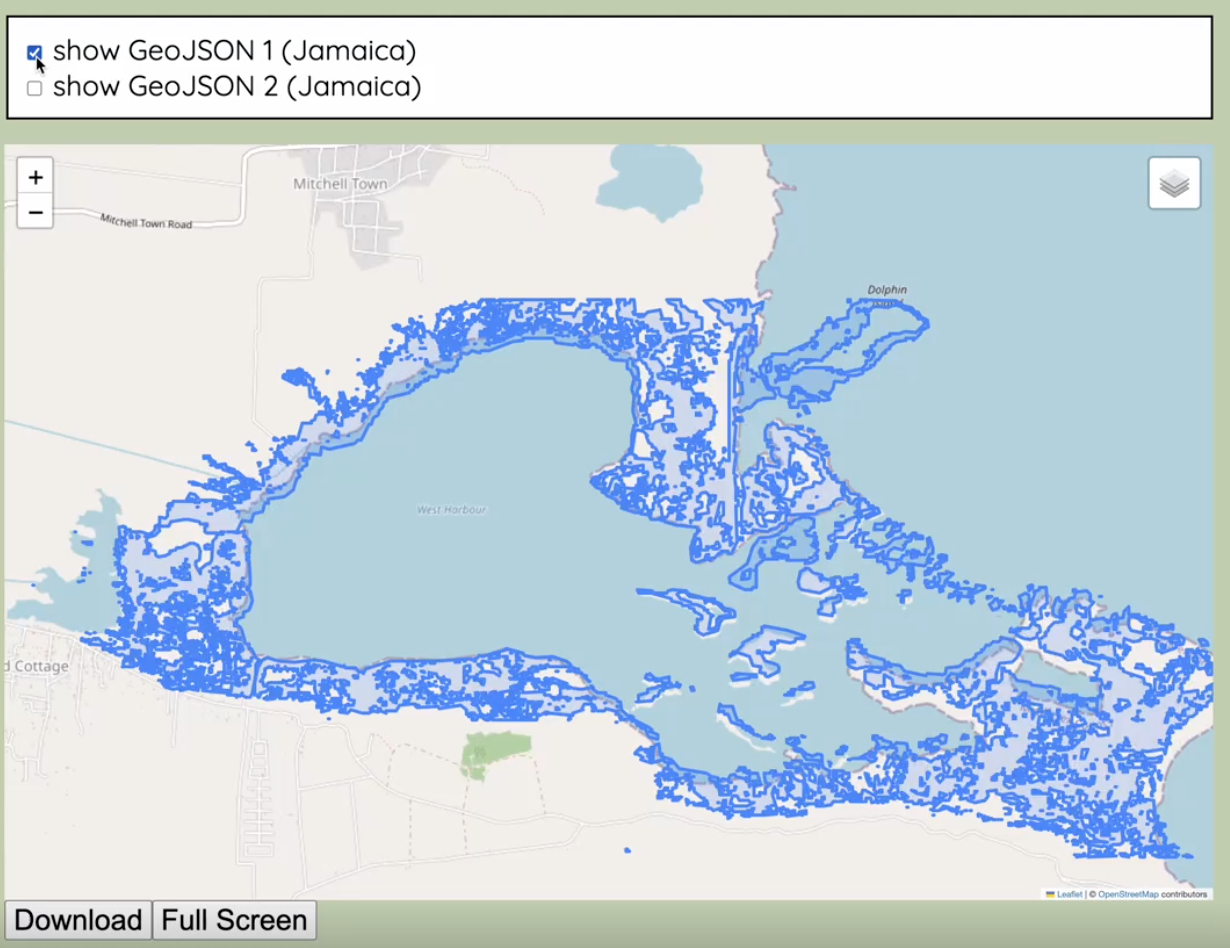 show GeoJSON 1 (Jamaica)
show GeoJSON 2 (Jamaica)
+
−
Mitchell Town
Mitchell Town Road
Dolphin
West Harbour
d Cottage
Leaflet | © OpenStreetMap contributors
Download
Full Screen